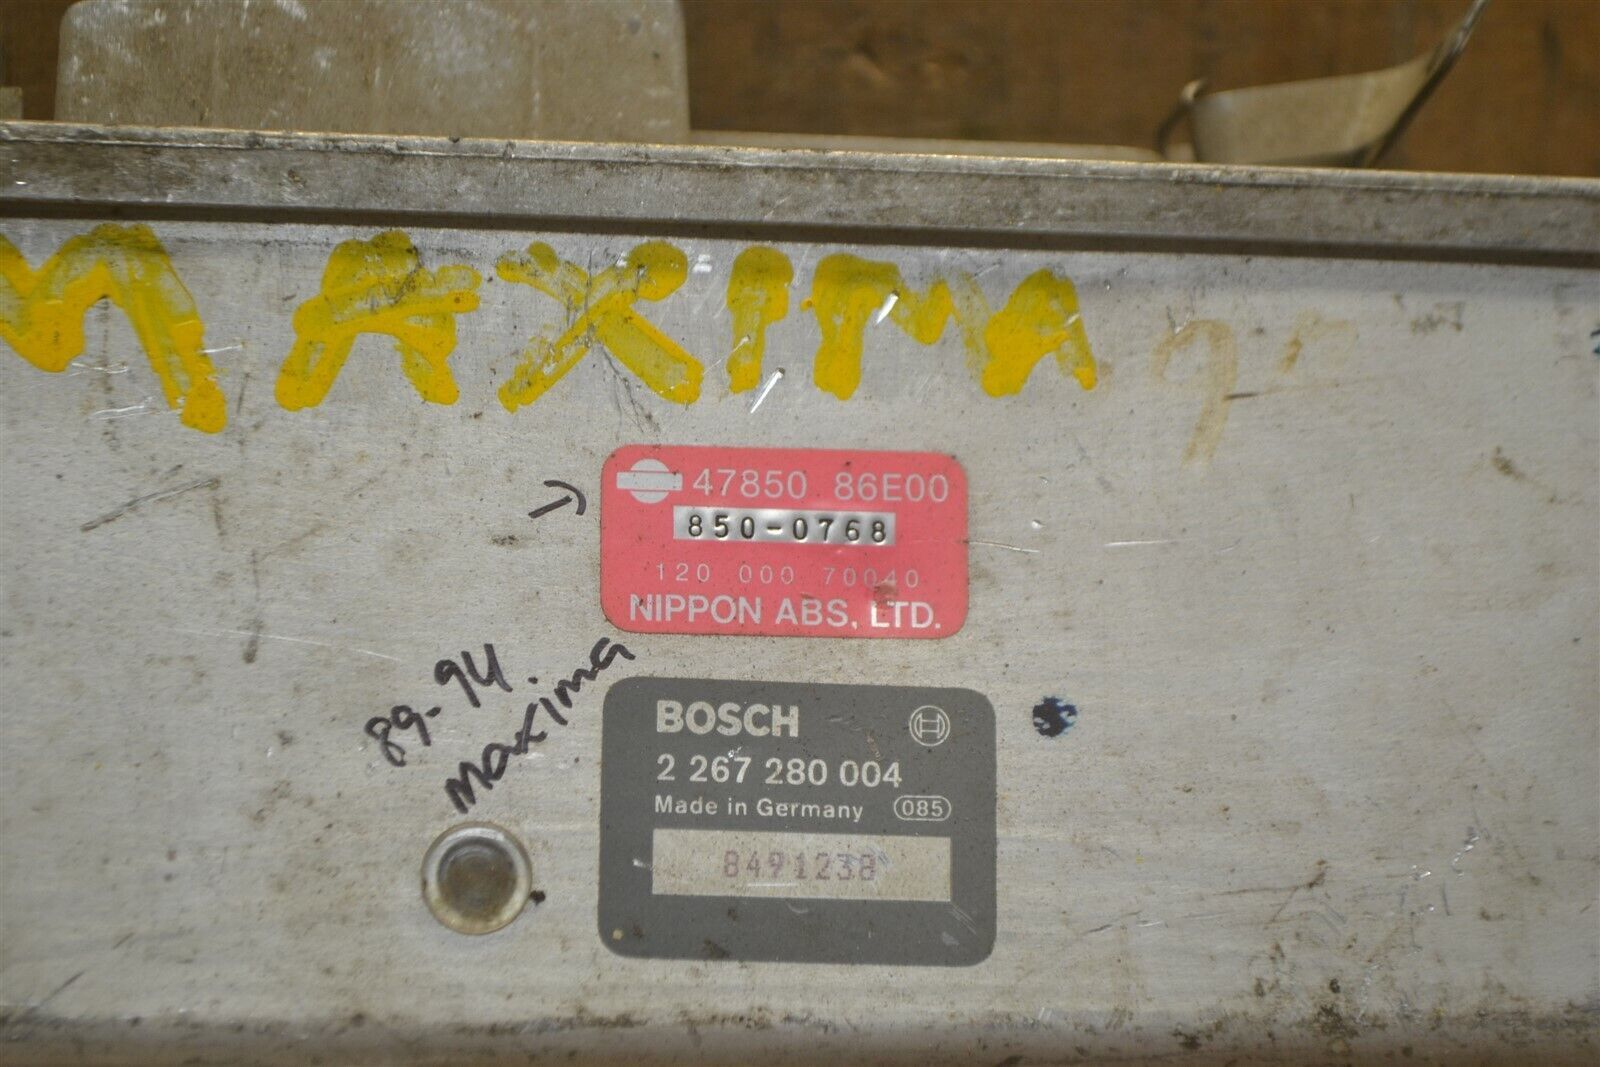 MAXIMA
47850 86E00
850-0768
120 000 70040
NIPPON ABS, LTD.
89-94
maxima
BOSCH
2 267 280 004
Made in Germany 085
8491238